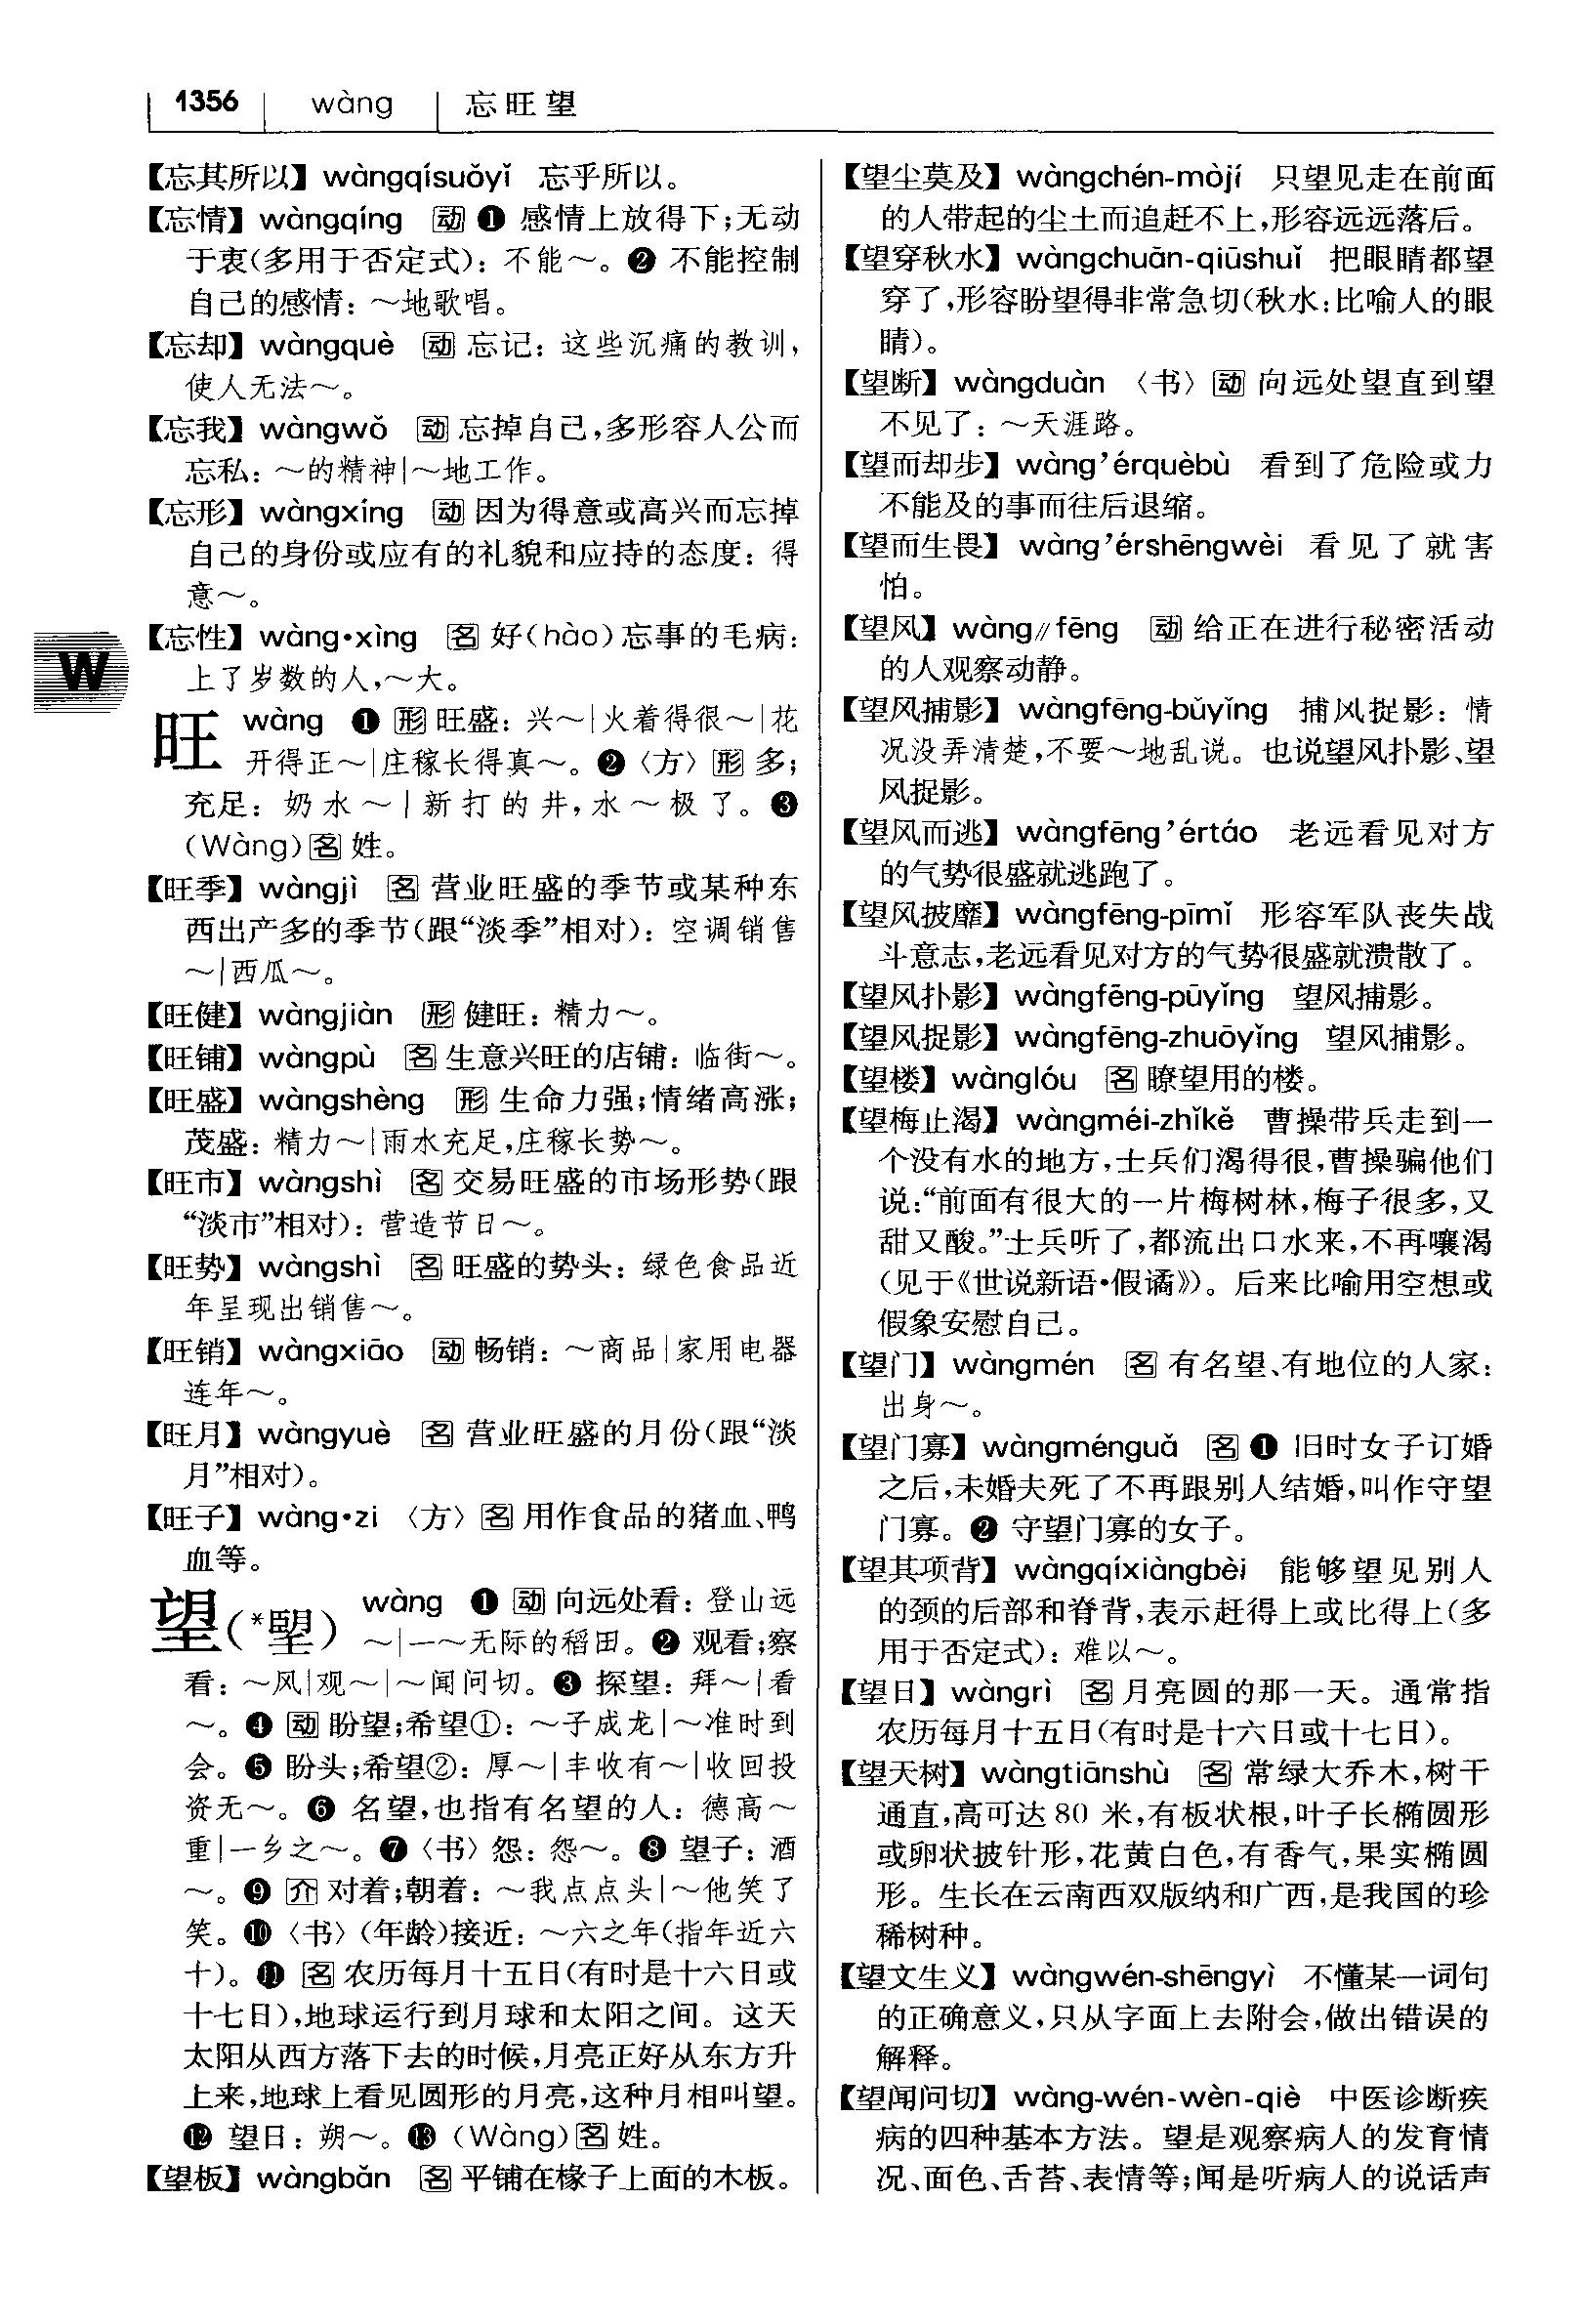 1356 wàng 忘旺望
【忘其所以】 wàngqísuǒyǐ 忘乎所以。
【忘情】 wàngqíng 动 ❶ 感情上放得下;无动
于衷(多用于否定式): 不能～。❷ 不能控制
自己的感情: ～地歌唱。
【忘却】 wàngquè 动 忘记: 这些沉痛的教训,
使人无法～。
【忘我】 wàngwǒ 动 忘掉自己,多形容人公而
忘私: ～的精神|～地工作。
【忘形】 wàngxíng 动 因为得意或高兴而忘掉
自己的身份或应有的礼貌和应持的态度: 得
意～。
【忘性】 wàng•xìng 名 好(hào)忘事的毛病:
上了岁数的人,～大。
W
旺 wàng ❶ 形 旺盛: 兴～|火着得很～|花
开得正～|庄稼长得真～。❷〈方〉形 多;
充足: 奶水～|新打的井,水～极了。❸
(Wàng)名 姓。
【旺季】 wàngjì 名 营业旺盛的季节或某种东
西出产多的季节(跟“淡季”相对): 空调销售
～|西瓜～。
【旺健】 wàngjiàn 形 健旺: 精力～。
【旺铺】 wàngpù 名 生意兴旺的店铺: 临街～。
【旺盛】 wàngshèng 形 生命力强;情绪高涨;
茂盛: 精力～|雨水充足,庄稼长势～。
【旺市】 wàngshì 名 交易旺盛的市场形势(跟
“淡市”相对): 营造节日～。
【旺势】 wàngshì 名 旺盛的势头: 绿色食品近
年呈现出销售～。
【旺销】 wàngxiāo 动 畅销: ～商品|家用电器
连年～。
【旺月】 wàngyuè 名 营业旺盛的月份(跟“淡
月”相对)。
【旺子】 wàng•zi 〈方〉名 用作食品的猪血、鸭
血等。
望(*朢) wàng ❶ 动 向远处看: 登山远
～|一～无际的稻田。❷ 观看;察
看: ～风|观～|～闻问切。❸ 探望: 拜～|看
～。❹ 动 盼望;希望①: ～子成龙|～准时到
会。❺ 盼头;希望②: 厚～|丰收有～|收回投
资无～。❻ 名望,也指有名望的人: 德高～
重|一乡之～。❼〈书〉怨: 怨～。❽ 望子: 酒
～。❾ 介 对着;朝着: ～我点点头|～他笑了
笑。❿〈书〉(年龄)接近: ～六之年(指年近六
十)。⓫ 名 农历每月十五日(有时是十六日或
十七日),地球运行到月球和太阳之间。这天
太阳从西方落下去的时候,月亮正好从东方升
上来,地球上看见圆形的月亮,这种月相叫望。
⓬ 望日: 朔～。⓭ (Wàng)名 姓。
【望板】 wàngbǎn 名 平铺在椽子上面的木板。
【望尘莫及】 wàngchén-mòjí 只望见走在前面
的人带起的尘土而追赶不上,形容远远落后。
【望穿秋水】 wàngchuān-qiūshuǐ 把眼睛都望
穿了,形容盼望得非常急切(秋水:比喻人的眼
睛)。
【望断】 wàngduàn 〈书〉动 向远处望直到望
不见了: ～天涯路。
【望而却步】 wàng’érquèbù 看到了危险或力
不能及的事而往后退缩。
【望而生畏】 wàng’érshēngwèi 看见了就害
怕。
【望风】 wàng//fēng 动 给正在进行秘密活动
的人观察动静。
【望风捕影】 wàngfēng-bǔyǐng 捕风捉影: 情
况没弄清楚,不要～地乱说。也说望风扑影、望
风捉影。
【望风而逃】 wàngfēng’értáo 老远看见对方
的气势很盛就逃跑了。
【望风披靡】 wàngfēng-pīmǐ 形容军队丧失战
斗意志,老远看见对方的气势很盛就溃散了。
【望风扑影】 wàngfēng-pūyǐng 望风捕影。
【望风捉影】 wàngfēng-zhuōyǐng 望风捕影。
【望楼】 wànglóu 名 瞭望用的楼。
【望梅止渴】 wàngméi-zhǐkě 曹操带兵走到一
个没有水的地方,士兵们渴得很,曹操骗他们
说:“前面有很大的一片梅树林,梅子很多,又
甜又酸。”士兵听了,都流出口水来,不再嚷渴
(见于《世说新语•假谲》)。后来比喻用空想或
假象安慰自己。
【望门】 wàngmén 名 有名望、有地位的人家:
出身～。
【望门寡】 wàngménguǎ 名 ❶ 旧时女子订婚
之后,未婚夫死了不再跟别人结婚,叫作守望
门寡。❷ 守望门寡的女子。
【望其项背】 wàngqíxiàngbèi 能够望见别人
的颈的后部和脊背,表示赶得上或比得上(多
用于否定式): 难以～。
【望日】 wàngrì 名 月亮圆的那一天。通常指
农历每月十五日(有时是十六日或十七日)。
【望天树】 wàngtiānshù 名 常绿大乔木,树干
通直,高可达 80 米,有板状根,叶子长椭圆形
或卵状披针形,花黄白色,有香气,果实椭圆
形。生长在云南西双版纳和广西,是我国的珍
稀树种。
【望文生义】 wàngwén-shēngyì 不懂某一词句
的正确意义,只从字面上去附会,做出错误的
解释。
【望闻问切】 wàng-wén-wèn-qiè 中医诊断疾
病的四种基本方法。望是观察病人的发育情
况、面色、舌苔、表情等;闻是听病人的说话声